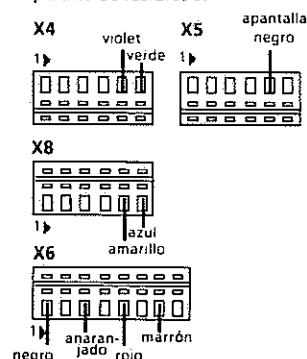 X4
violet
verde
1
X5
apantalla
negro
1
X8
1
azul
amarillo
X6
1
negro
anaran-
jado
rojo
marrón